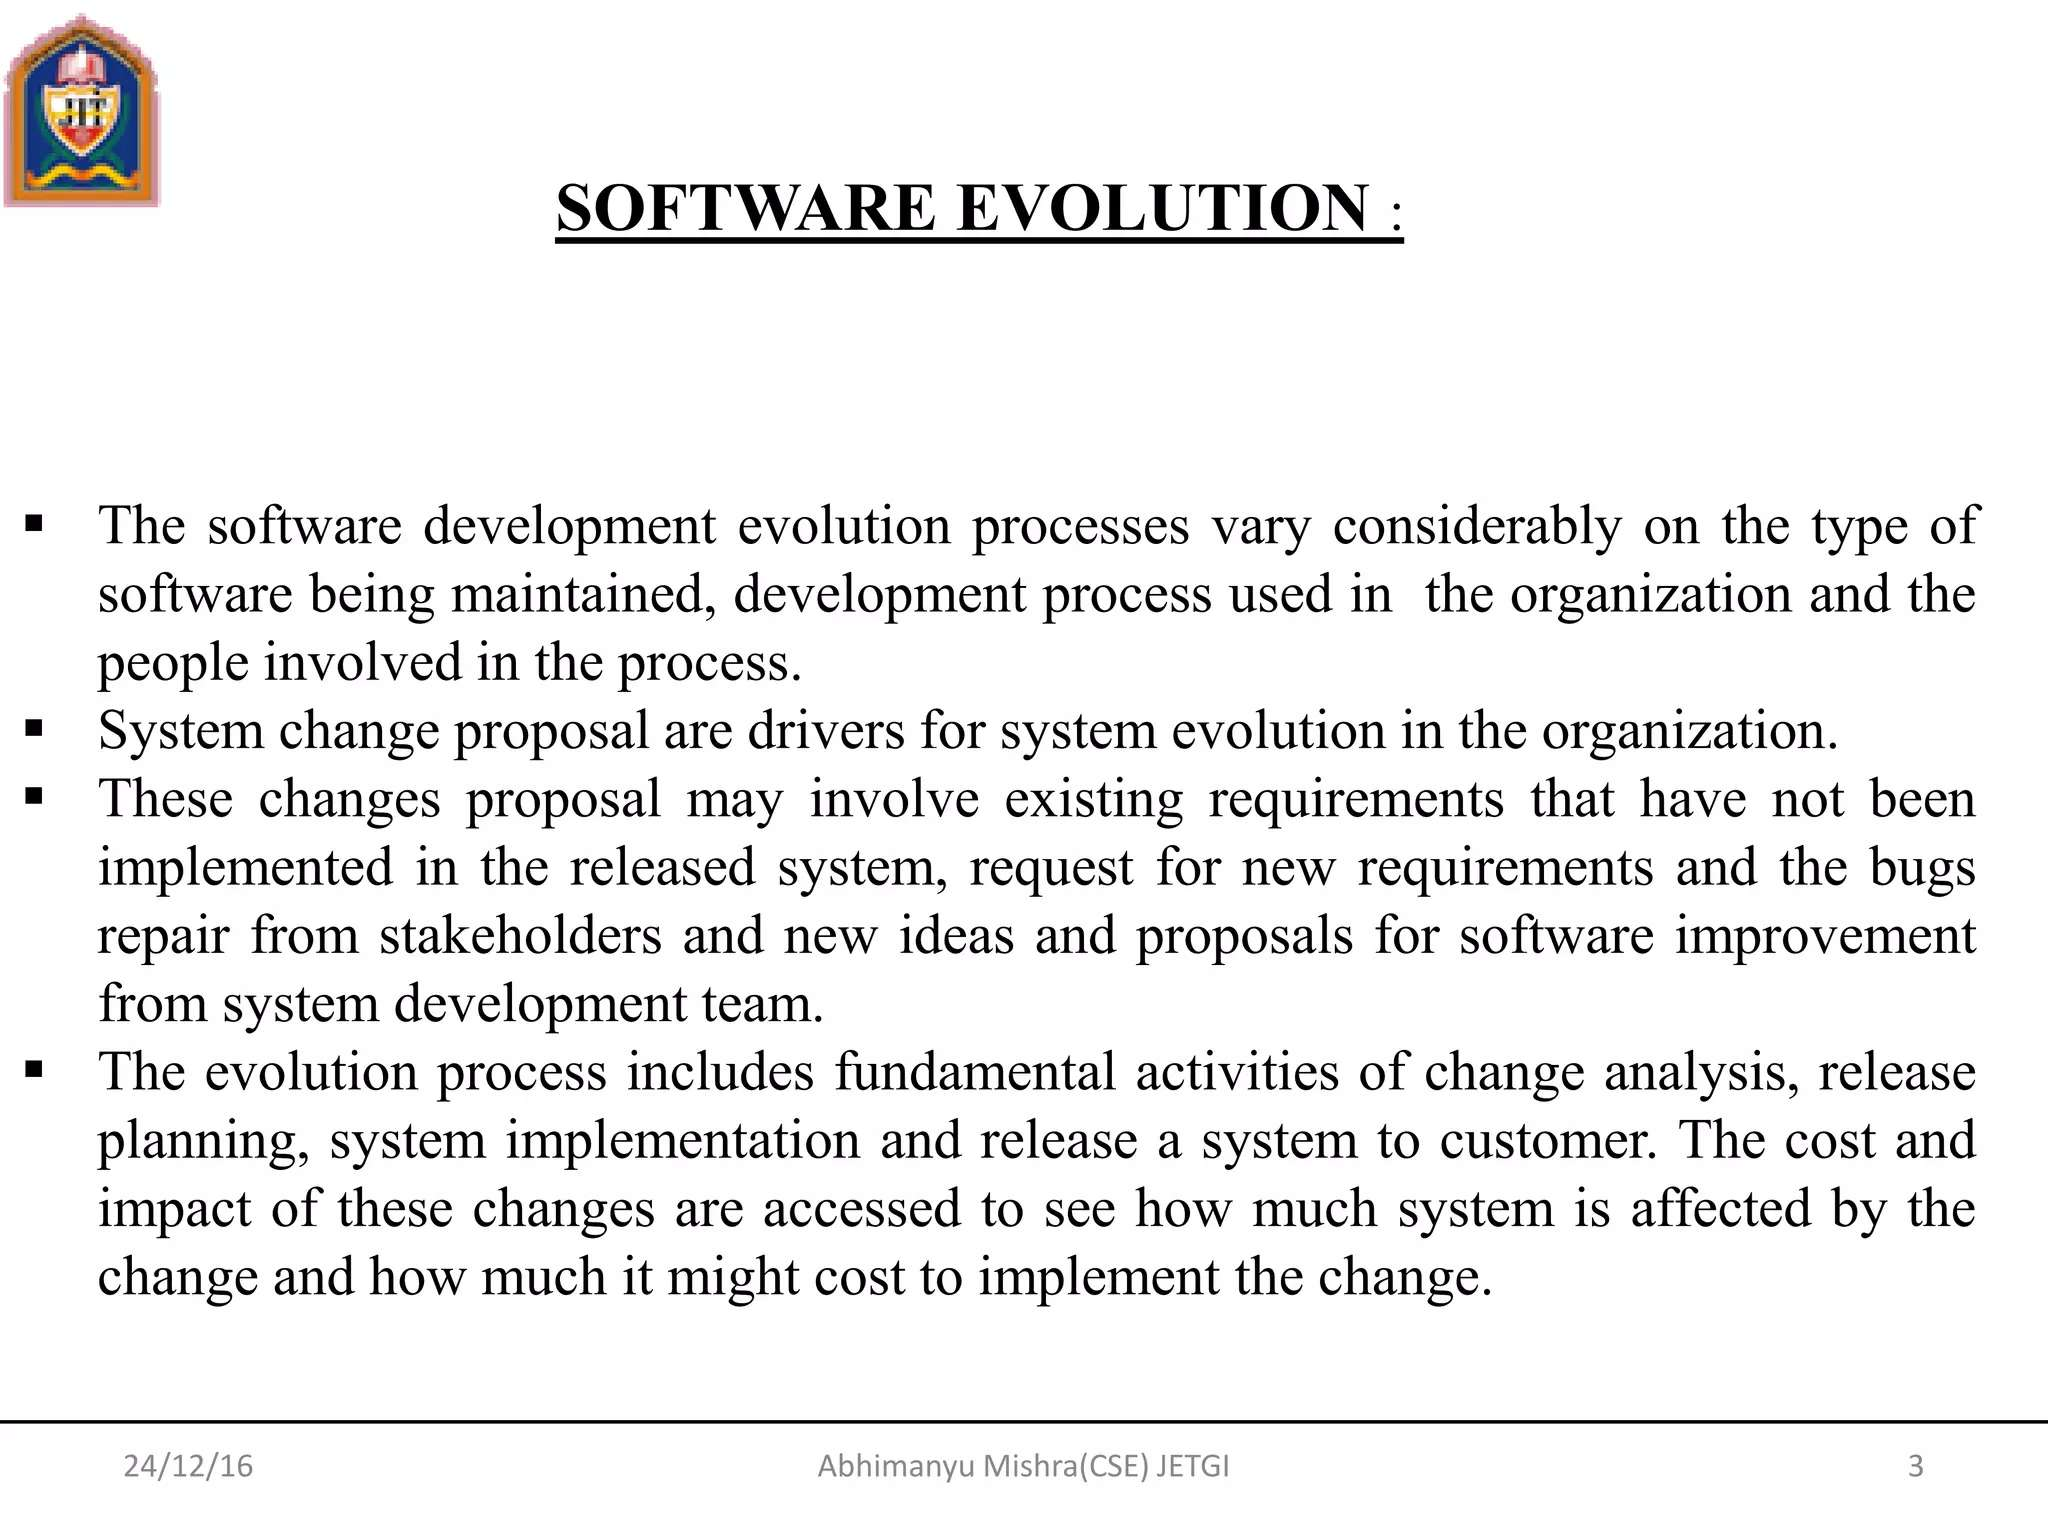 JIT
SOFTWARE EVOLUTION :
▪ The software development evolution processes vary considerably on the type of
software being maintained, development process used in  the organization and the
people involved in the process.
▪ System change proposal are drivers for system evolution in the organization.
▪ These changes proposal may involve existing requirements that have not been
implemented in the released system, request for new requirements and the bugs
repair from stakeholders and new ideas and proposals for software improvement
from system development team.
▪ The evolution process includes fundamental activities of change analysis, release
planning, system implementation and release a system to customer. The cost and
impact of these changes are accessed to see how much system is affected by the
change and how much it might cost to implement the change.
24/12/16 Abhimanyu Mishra(CSE) JETGI 3